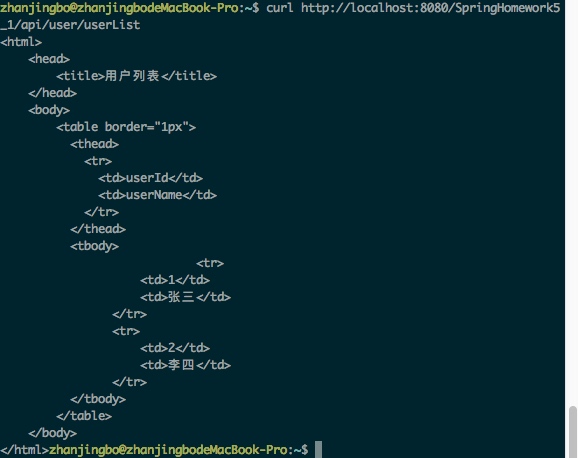 zhanjingbo@zhanjingbodeMacBook-Pro:~$ curl http://localhost:8080/SpringHomework5
_1/api/user/userList
<html>
    <head>
        <title>用户列表</title>
    </head>
    <body>
        <table border="1px">
          <thead>
            <tr>
              <td>userId</td>
              <td>userName</td>
            </tr>
          </thead>
          <tbody>
                            <tr>
                    <td>1</td>
                    <td>张三</td>
                </tr>
                <tr>
                    <td>2</td>
                    <td>李四</td>
                </tr>
          </tbody>
        </table>
    </body>
</html>zhanjingbo@zhanjingbodeMacBook-Pro:~$